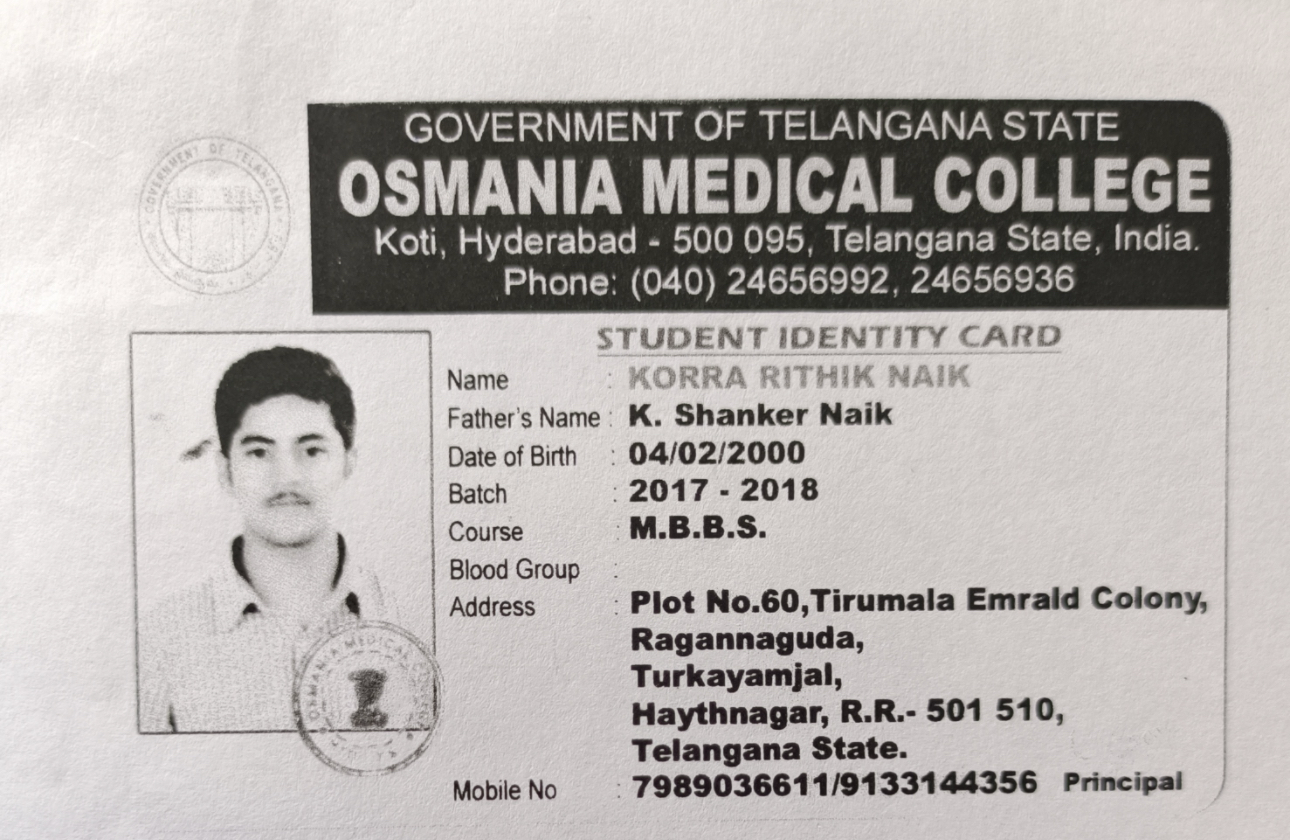 GOVERNMENT OF TELANGANA STATE
OSMANIA MEDICAL COLLEGE
Koti, Hyderabad - 500 095, Telangana State, India.
Phone: (040) 24656992, 24656936
GOVERNMENT OF TELANGANA
STUDENT IDENTITY CARD
Name : KORRA RITHIK NAIK
Father's Name : K. Shanker Naik
Date of Birth : 04/02/2000
Batch : 2017 - 2018
Course : M.B.B.S.
Blood Group :
Address : Plot No.60,Tirumala Emrald Colony,
Ragannaguda,
Turkayamjal,
Haythnagar, R.R.- 501 510,
Telangana State.
Mobile No : 7989036611/9133144356 Principal
OSMANIA MEDICAL